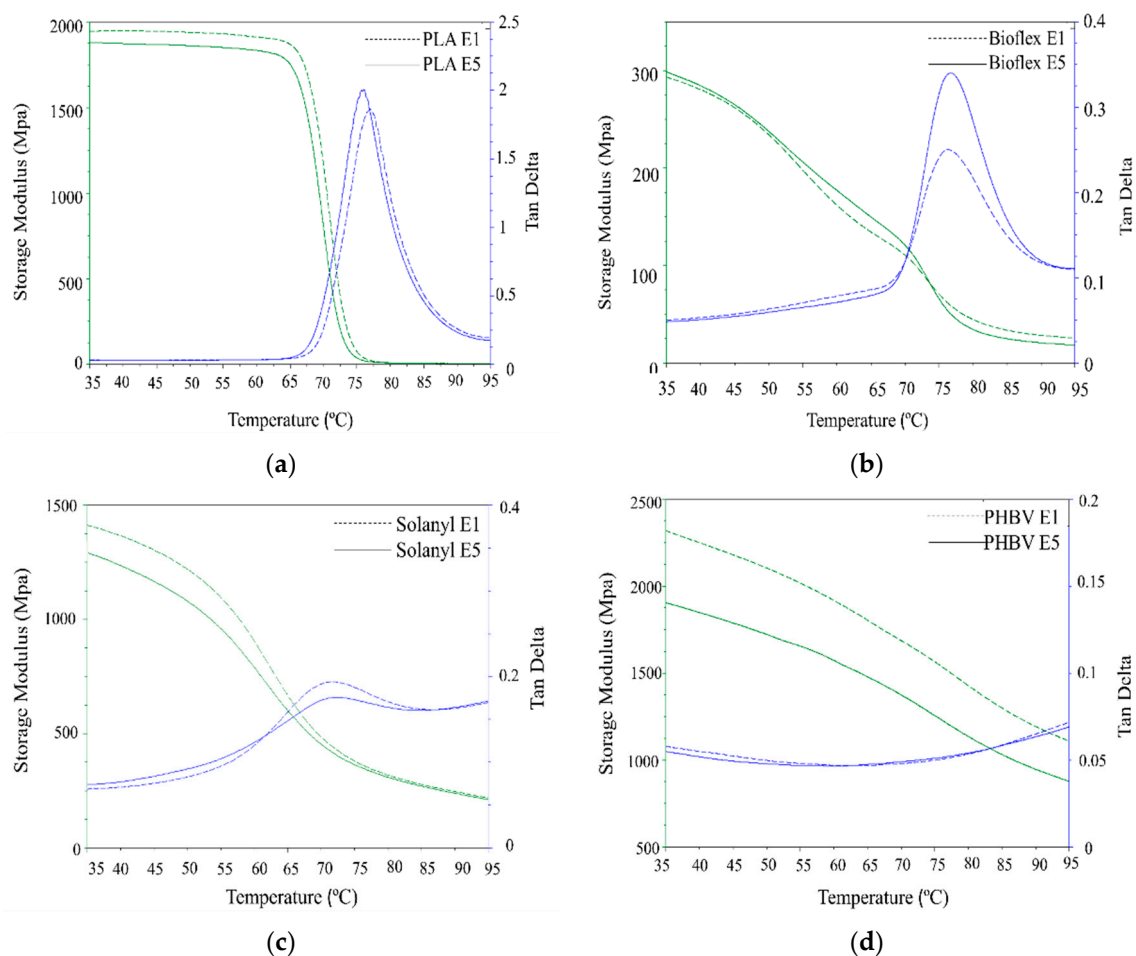 2000
1500
1000
500
0
Storage Modulus (Mpa)
PLA E1
PLA E5
2.5
2
1.5
1
0.5
0
Tan Delta
35 40 45 50 55 60 65 70 75 80 85 90 95
Temperature (ºC)
(a)
300
200
100
0
Storage Modulus (Mpa)
Bioflex E1
Bioflex E5
0.4
0.3
0.2
0.1
0
Tan Delta
35 40 45 50 55 60 65 70 75 80 85 90 95
Temperature (ºC)
(b)
1500
1000
500
0
Storage Modulus (Mpa)
Solanyl E1
Solanyl E5
0.4
0.2
0
Tan Delta
35 40 45 50 55 60 65 70 75 80 85 90 95
Temperature (ºC)
(c)
2500
2000
1500
1000
500
Storage Modulus (Mpa)
PHBV E1
PHBV E5
0.2
0.15
0.1
0.05
0
Tan Delta
35 40 45 50 55 60 65 70 75 80 85 90 95
Temperature (ºC)
(d)